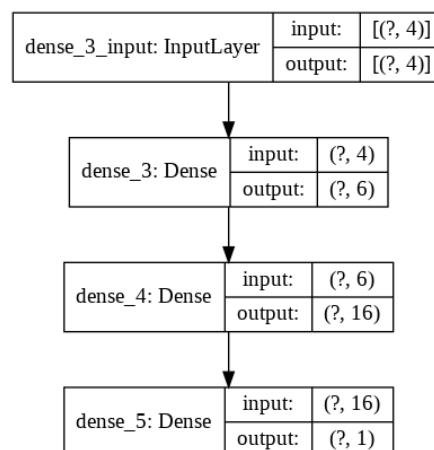 dense_3_input: InputLayer
input: [(?, 4)]
output: [(?, 4)]
dense_3: Dense
input: (?, 4)
output: (?, 6)
dense_4: Dense
input: (?, 6)
output: (?, 16)
dense_5: Dense
input: (?, 16)
output: (?, 1)